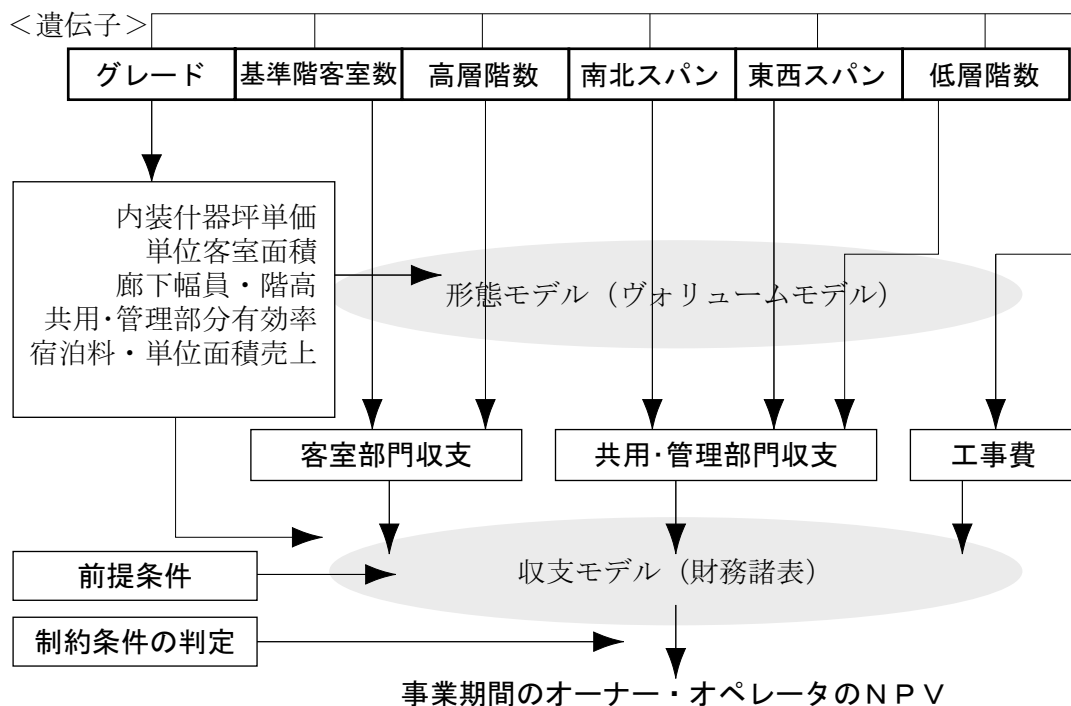 ＜遺伝子＞
グレード
基準階客室数
高層階数
南北スパン
東西スパン
低層階数
内装什器坪単価
単位客室面積
廊下幅員・階高
共用･管理部分有効率
宿泊料・単位面積売上
形態モデル（ヴォリュームモデル）
客室部門収支
共用･管理部門収支
工事費
前提条件
収支モデル（財務諸表）
制約条件の判定
事業期間のオーナー・オペレータのＮＰＶ